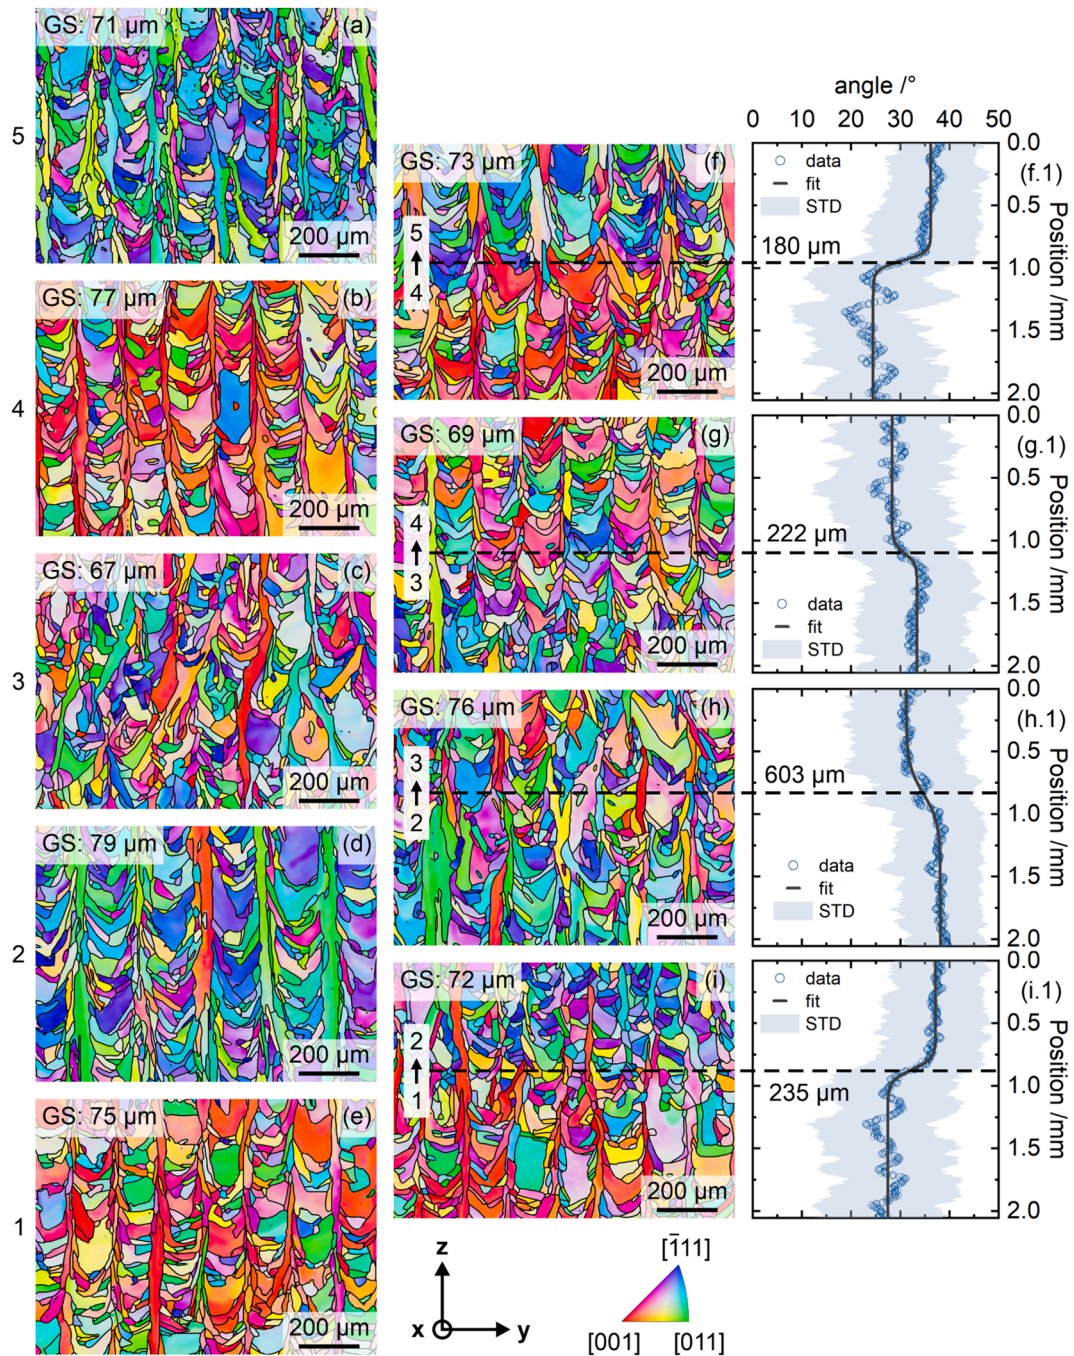 5
GS: 71 µm (a)
200 µm
4
GS: 77 µm (b)
200 µm
3
GS: 67 µm (c)
200 µm
2
GS: 79 µm (d)
200 µm
1
GS: 75 µm (e)
200 µm
GS: 73 µm (f)
5
4
200 µm
GS: 69 µm (g)
4
3
200 µm
GS: 76 µm (h)
3
2
200 µm
GS: 72 µm (i)
2
1
200 µm
angle /°
0 10 20 30 40 50
data
fit
STD
180 µm
(f.1)
0.0
0.5
1.0
1.5
2.0
Position /mm
222 µm
data
fit
STD
(g.1)
0.0
0.5
1.0
1.5
2.0
Position /mm
603 µm
data
fit
STD
(h.1)
0.0
0.5
1.0
1.5
2.0
Position /mm
data
fit
STD
235 µm
(i.1)
0.0
0.5
1.0
1.5
2.0
Position /mm
z
x
y
[1̅11]
[001]
[011]